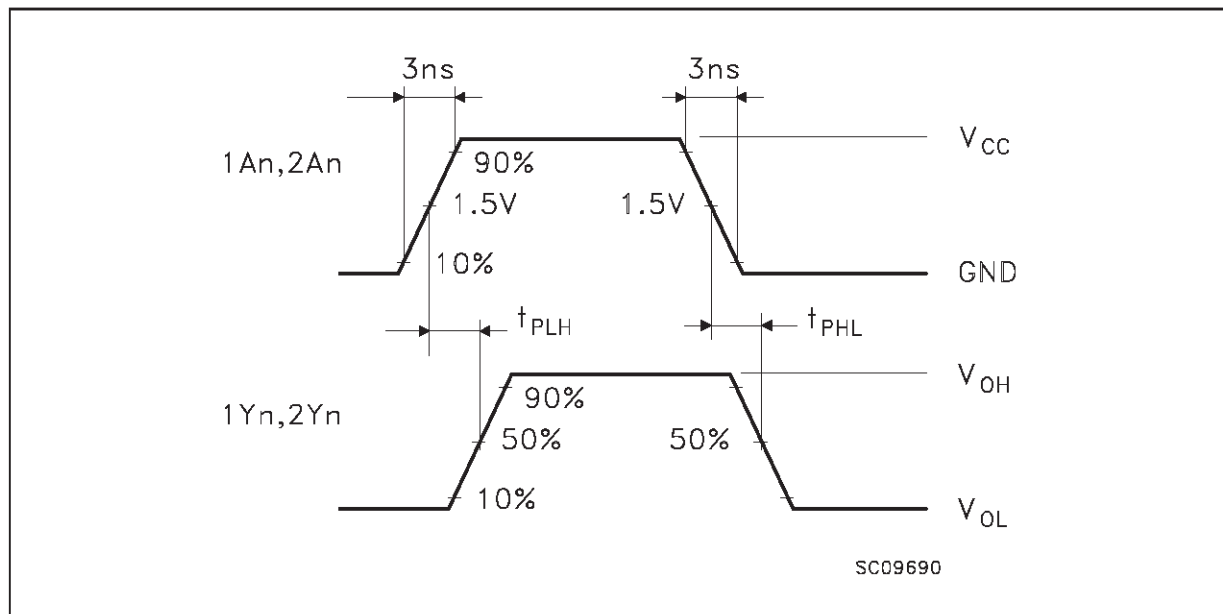 3ns 3ns
1An,2An
90%
1.5V 1.5V
10%
VCC
GND
tPLH tPHL
1Yn,2Yn
90%
50% 50%
10%
VOH
VOL
SC09690